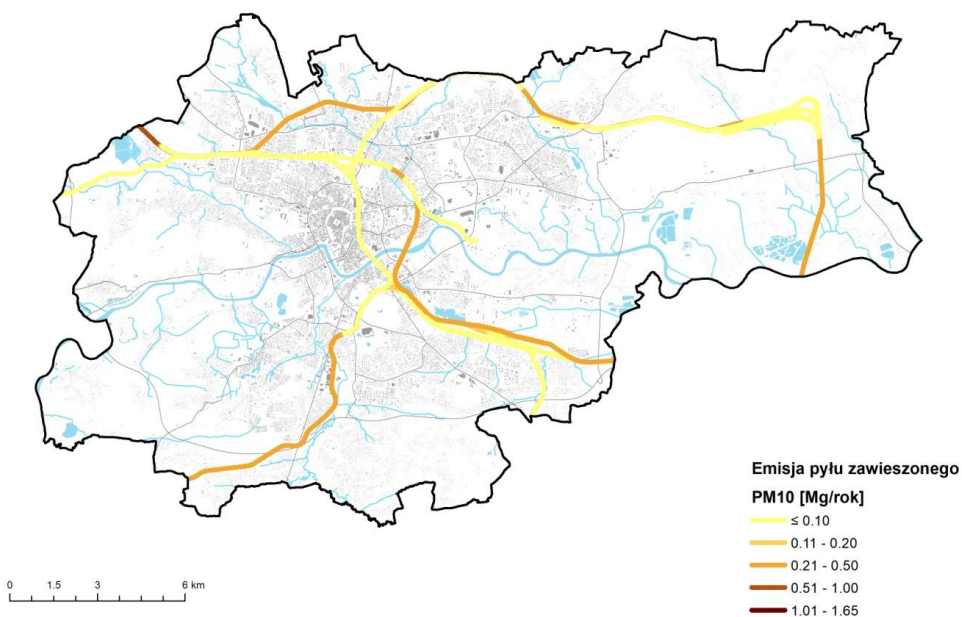 Emisja pyłu zawieszonego
PM10 [Mg/rok]
≤ 0.10
0.11 - 0.20
0.21 - 0.50
0.51 - 1.00
1.01 - 1.65
0 1.5 3 6 km